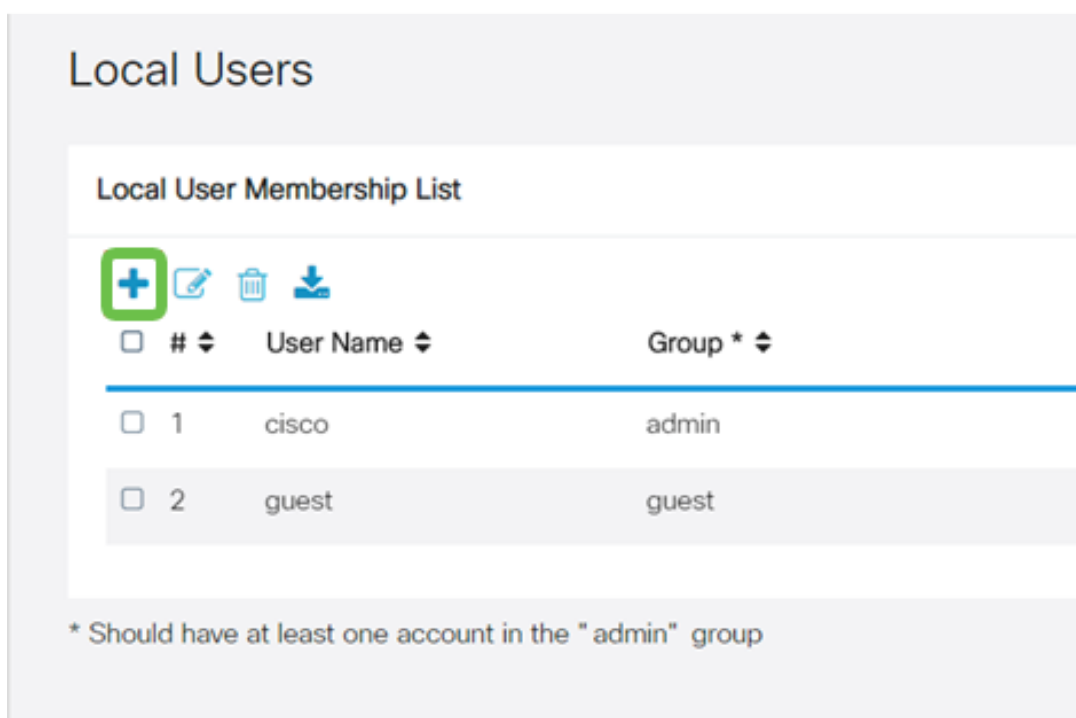 Local Users
Local User Membership List
# User Name Group *
1 cisco admin
2 guest guest
* Should have at least one account in the "admin" group